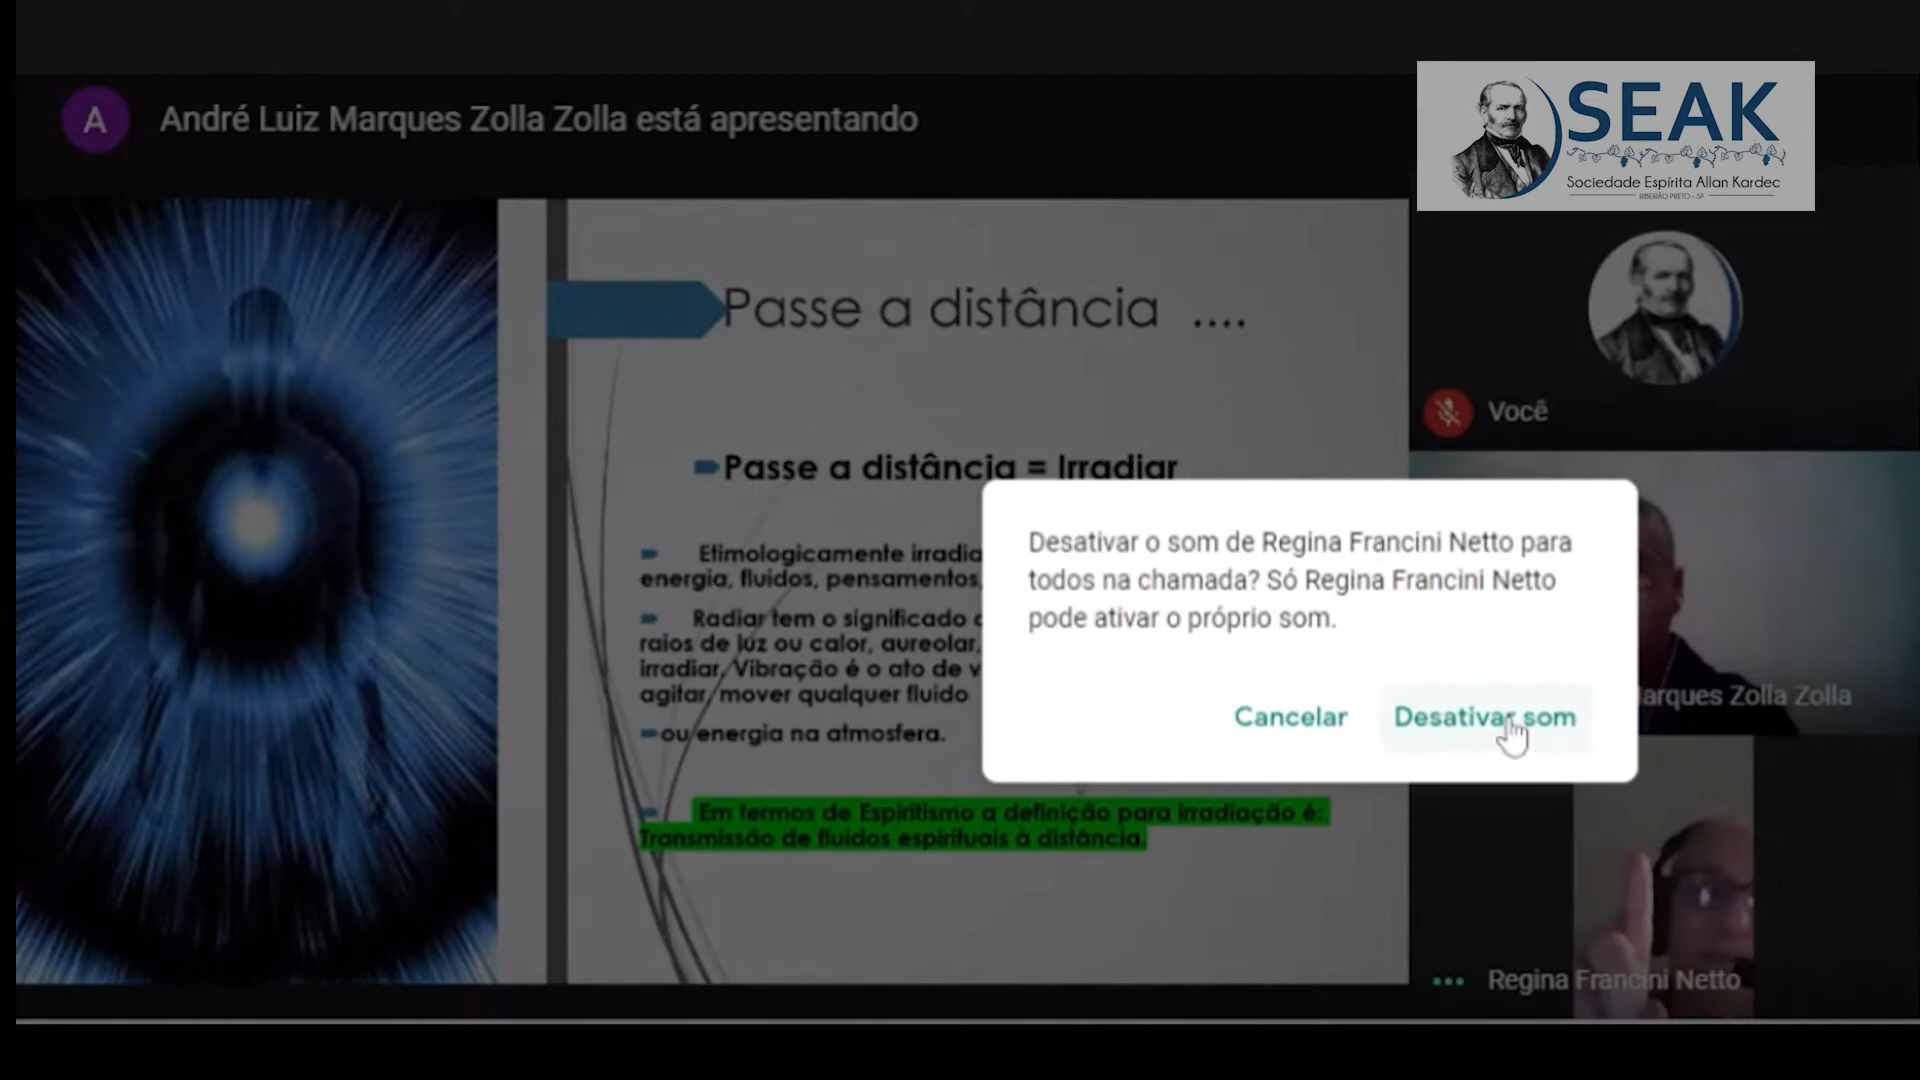 A
André Luiz Marques Zolla Zolla está apresentando
SEAK
Sociedade Espírita Allan Kardec
RIBEIRÃO PRETO - SP
Passe a distância ....
Passe a distância = Irradiar
Etimologicamente irradia
energia, fluidos, pensamentos,
Radiar tem o significado
raios de luz ou calor, aureolar,
irradiar. Vibração é o ato de v
agitar, mover qualquer fluido
ou energia na atmosfera.
Em termos de Espiritismo a definição para irradiação é:
Transmissão de fluidos espirituais à distância.
Desativar o som de Regina Francini Netto para
todos na chamada? Só Regina Francini Netto
pode ativar o próprio som.
Cancelar
Desativar som
Você
arques Zolla Zolla
Regina Francini Netto